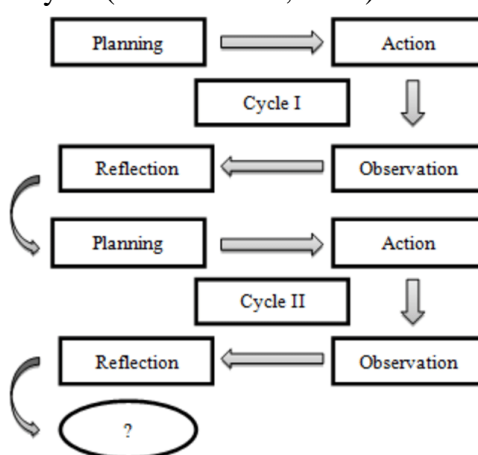 Planning Action
Cycle I
Reflection Observation
Planning Action
Cycle II
Reflection Observation
?